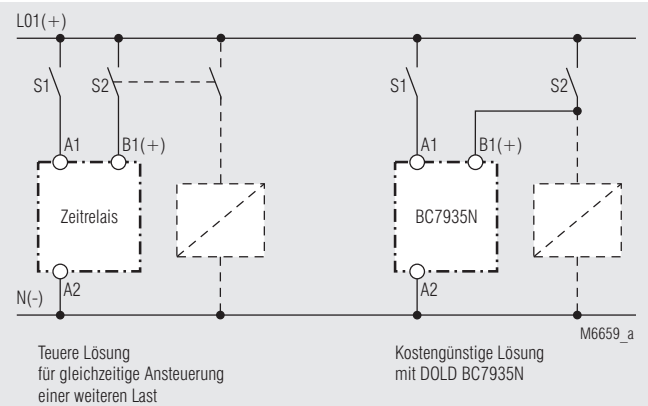 L01(+)
S1
S2
S1
S2
A1
B1(+)
A1
B1(+)
Zeitrelais
BC7935N
A2
A2
N(-)
M6659_a
Teuere Lösung
für gleichzeitige Ansteuerung
einer weiteren Last
Kostengünstige Lösung
mit DOLD BC7935N